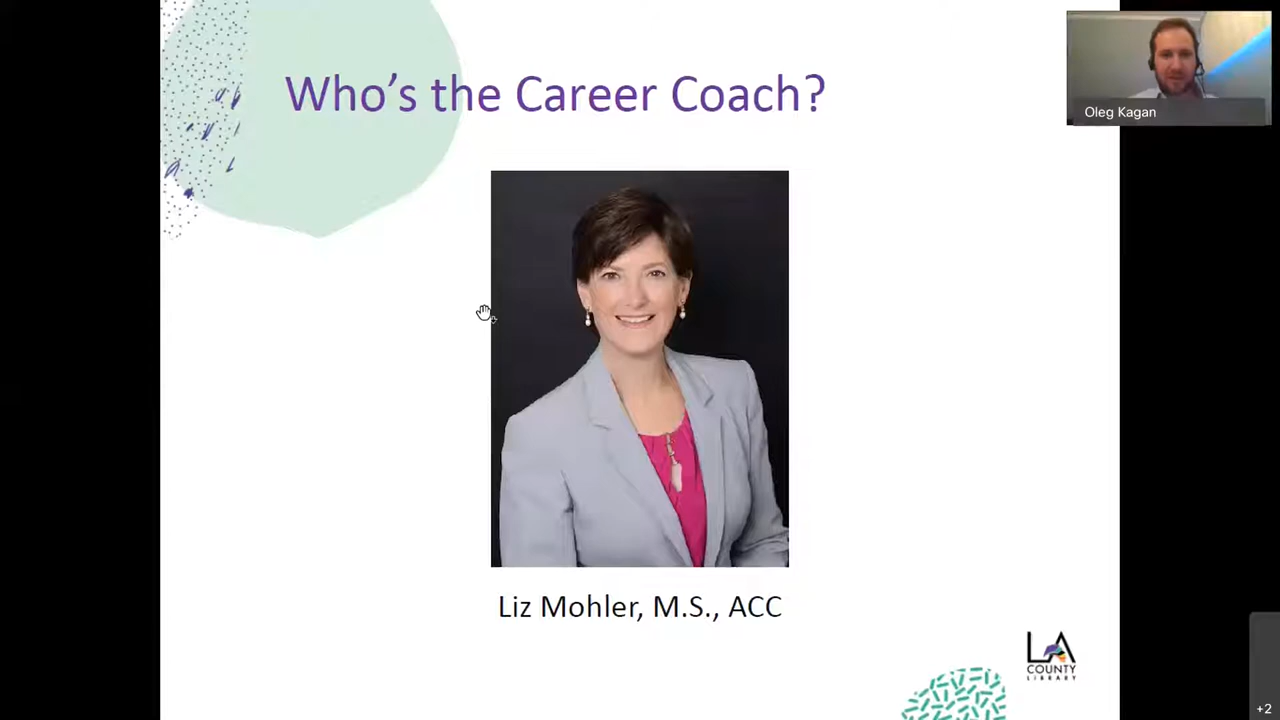 Who's the Career Coach?
Oleg Kagan
Liz Mohler, M.S., ACC
LA
COUNTY
LIBRARY
+2